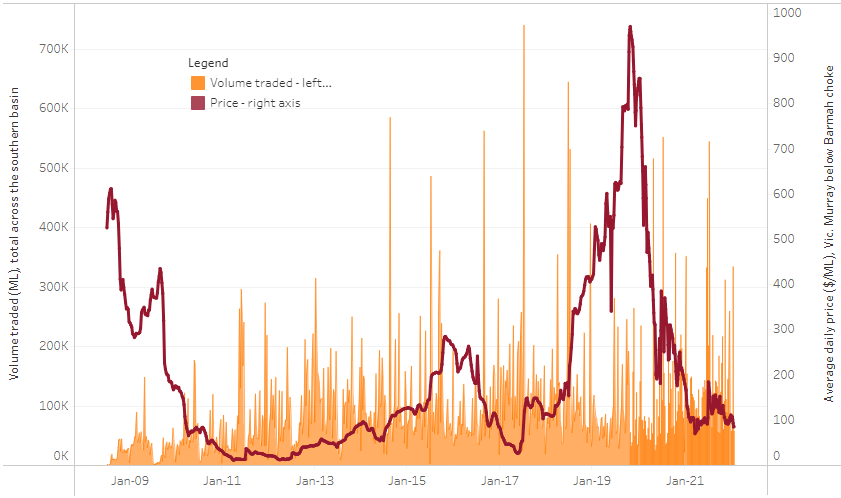 Volume traded (ML), total across the southern basin
700K
600K
500K
400K
300K
200K
100K
0K
Legend
Volume traded - left...
Price - right axis
1000
900
800
700
600
500
400
300
200
100
0
Average daily price ($/ML), Vic. Murray below Barmah choke
Jan-09
Jan-11
Jan-13
Jan-15
Jan-17
Jan-19
Jan-21